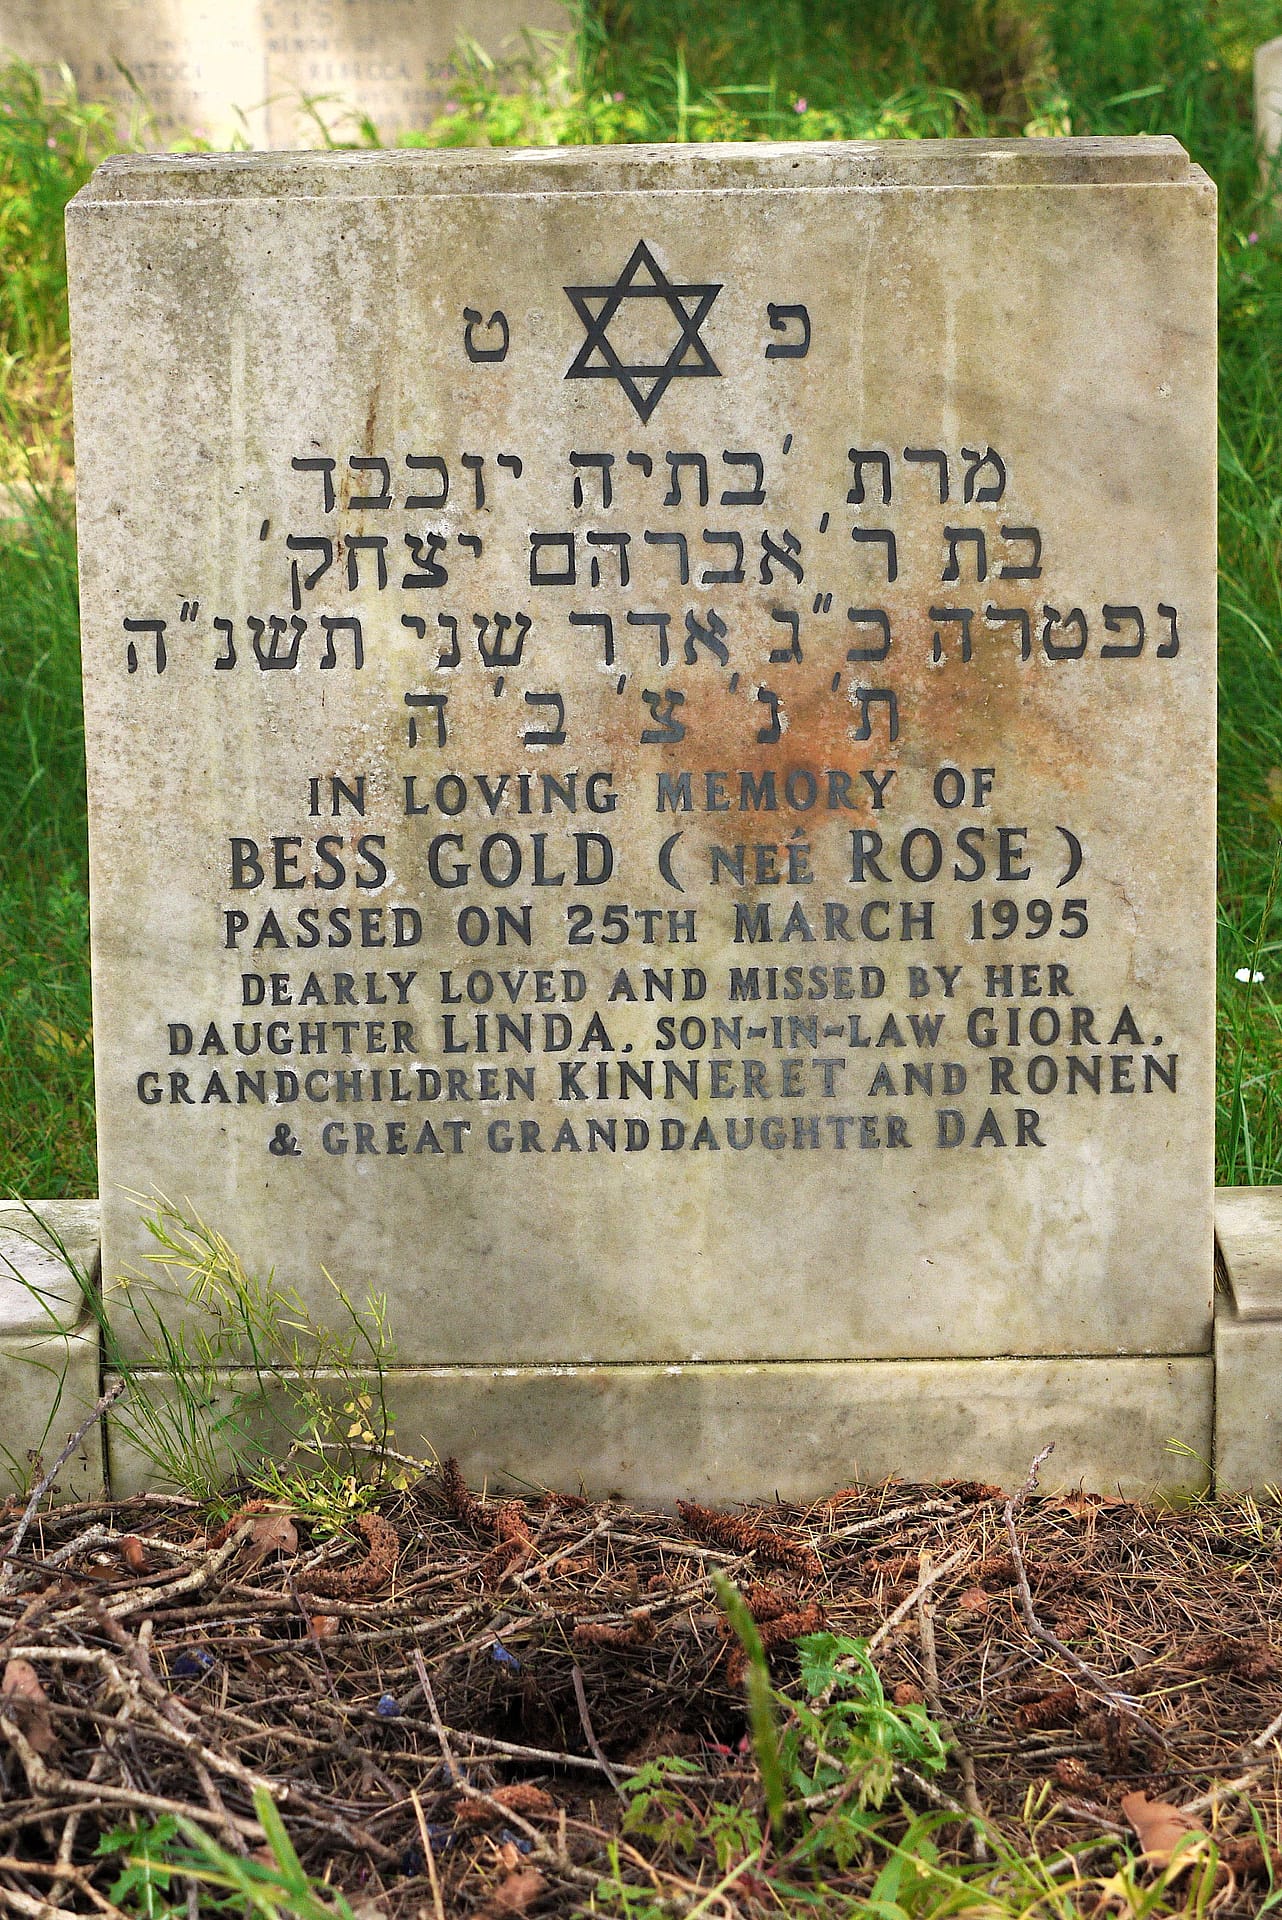 פ ט
מרת 'בתיה יוכבד
בת ר 'אברהם יצחק'
נפטרה כ"ג אדר שני תשנ"ה
ת' נ' צ' ב' ה
IN LOVING MEMORY OF
BESS GOLD (NEÉ ROSE)
PASSED ON 25TH MARCH 1995
DEARLY LOVED AND MISSED BY HER
DAUGHTER LINDA. SON-IN-LAW GIORA.
GRANDCHILDREN KINNERET AND RONEN
& GREAT GRANDDAUGHTER DAR
REBECCA